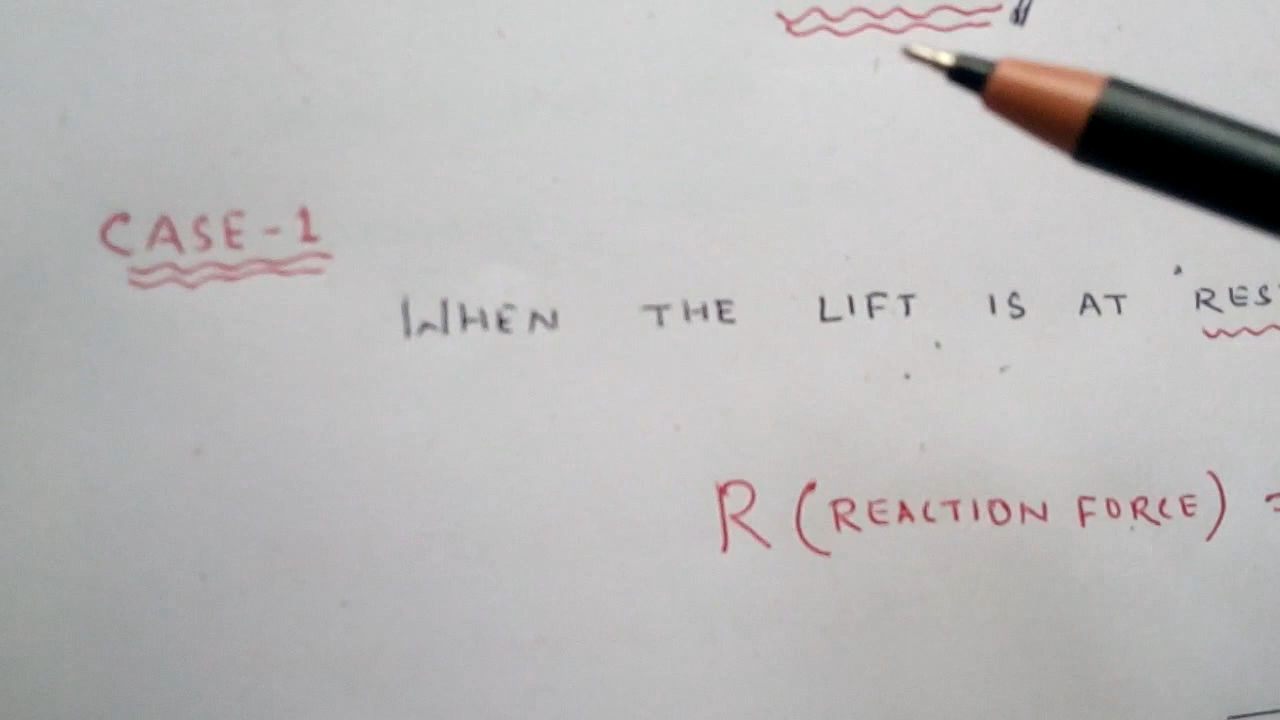 CASE-1
WHEN THE LIFT IS AT 'RES
R (REACTION FORCE) =